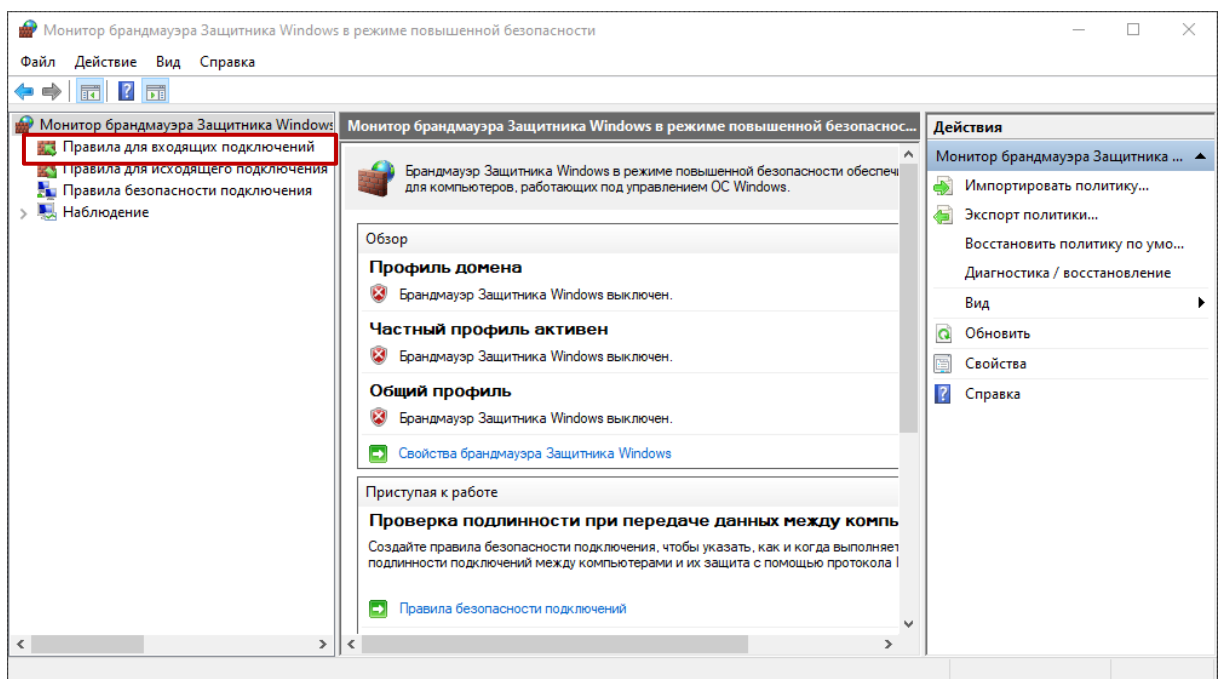 Монитор брандмауэра Защитника Windows в режиме повышенной безопасности
Файл Действие Вид Справка
Монитор брандмауэра Защитника Windows
Правила для входящих подключений
Правила для исходящего подключения
Правила безопасности подключения
Наблюдение
Монитор брандмауэра Защитника Windows в режиме повышенной безопаснос...
Брандмауэр Защитника Windows в режиме повышенной безопасности обеспечи
для компьютеров, работающих под управлением ОС Windows.
Обзор
Профиль домена
Брандмауэр Защитника Windows выключен.
Частный профиль активен
Брандмауэр Защитника Windows выключен.
Общий профиль
Брандмауэр Защитника Windows выключен.
Свойства брандмауэра Защитника Windows
Приступая к работе
Проверка подлинности при передаче данных между компь
Создайте правила безопасности подключения, чтобы указать, как и когда выполняет
подлинности подключений между компьютерами и их защита с помощью протокола I
Правила безопасности подключений
Действия
Монитор брандмауэра Защитника ...
Импортировать политику...
Экспорт политики...
Восстановить политику по умо...
Диагностика / восстановление
Вид
Обновить
Свойства
Справка